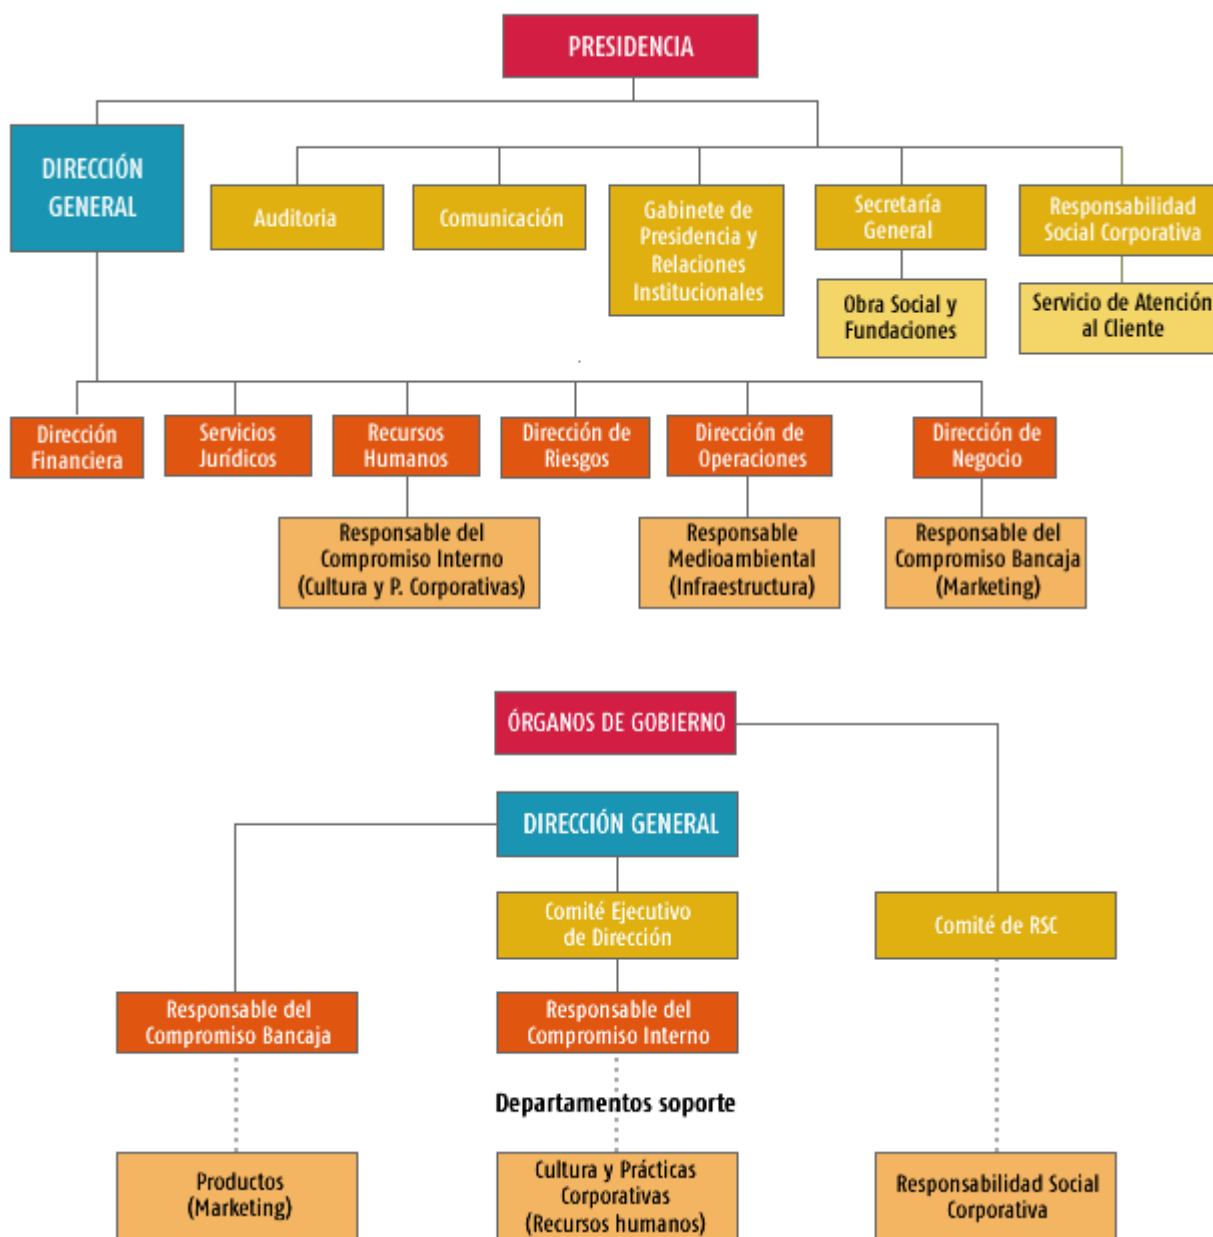 PRESIDENCIA
DIRECCIÓN
GENERAL
Auditoria
Comunicación
Gabinete de
Presidencia y
Relaciones
Institucionales
Secretaría
General
Responsabilidad
Social Corporativa
Obra Social y
Fundaciones
Servicio de Atención
al Cliente
Dirección
Financiera
Servicios
Jurídicos
Recursos
Humanos
Dirección de
Riesgos
Dirección de
Operaciones
Dirección de
Negocio
Responsable del
Compromiso Interno
(Cultura y P. Corporativas)
Responsable
Medioambiental
(Infraestructura)
Responsable del
Compromiso Bancaja
(Marketing)
ÓRGANOS DE GOBIERNO
DIRECCIÓN GENERAL
Comité Ejecutivo
de Dirección
Comité de RSC
Responsable del
Compromiso Bancaja
Responsable del
Compromiso Interno
Departamentos soporte
Productos
(Marketing)
Cultura y Prácticas
Corporativas
(Recursos humanos)
Responsabilidad Social
Corporativa